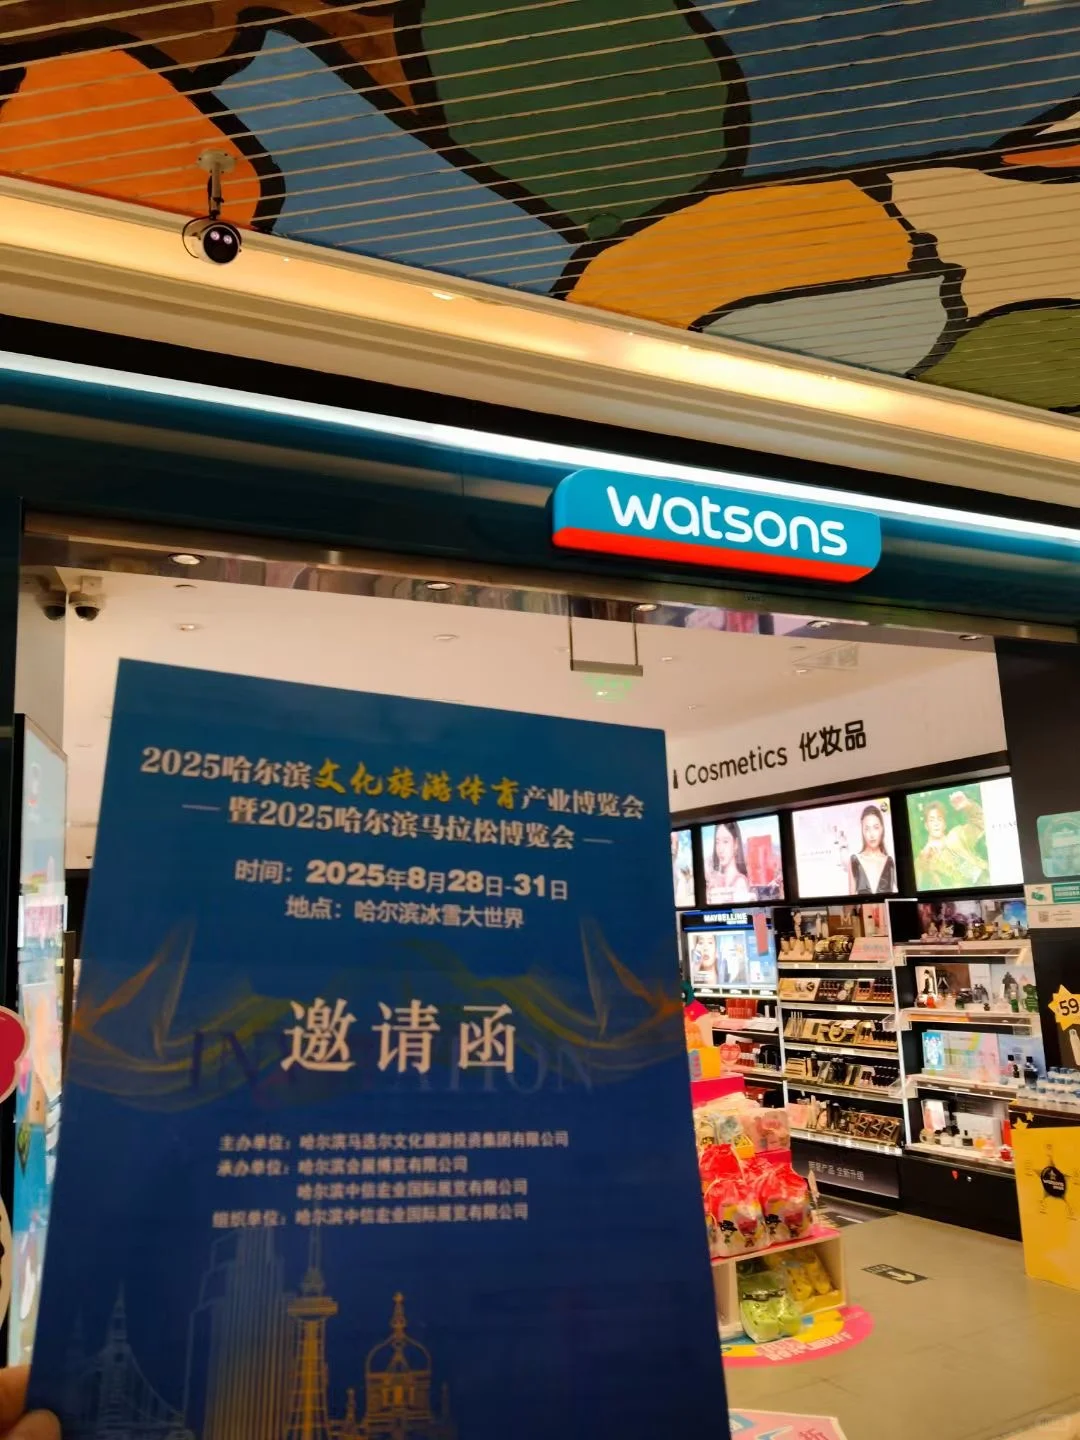 watsons
Cosmetics 化妆品
MAYBELLINE
2025哈尔滨文化旅游体育产业博览会
— 暨2025哈尔滨马拉松博览会 —
时间：2025年8月28日-31日
地点：哈尔滨冰雪大世界
邀请函
主办单位：哈尔滨马迭尔文化旅游投资集团有限公司
承办单位：哈尔滨会展博览有限公司
哈尔滨中信宏业国际展览有限公司
组织单位：哈尔滨中信宏业国际展览有限公司
59